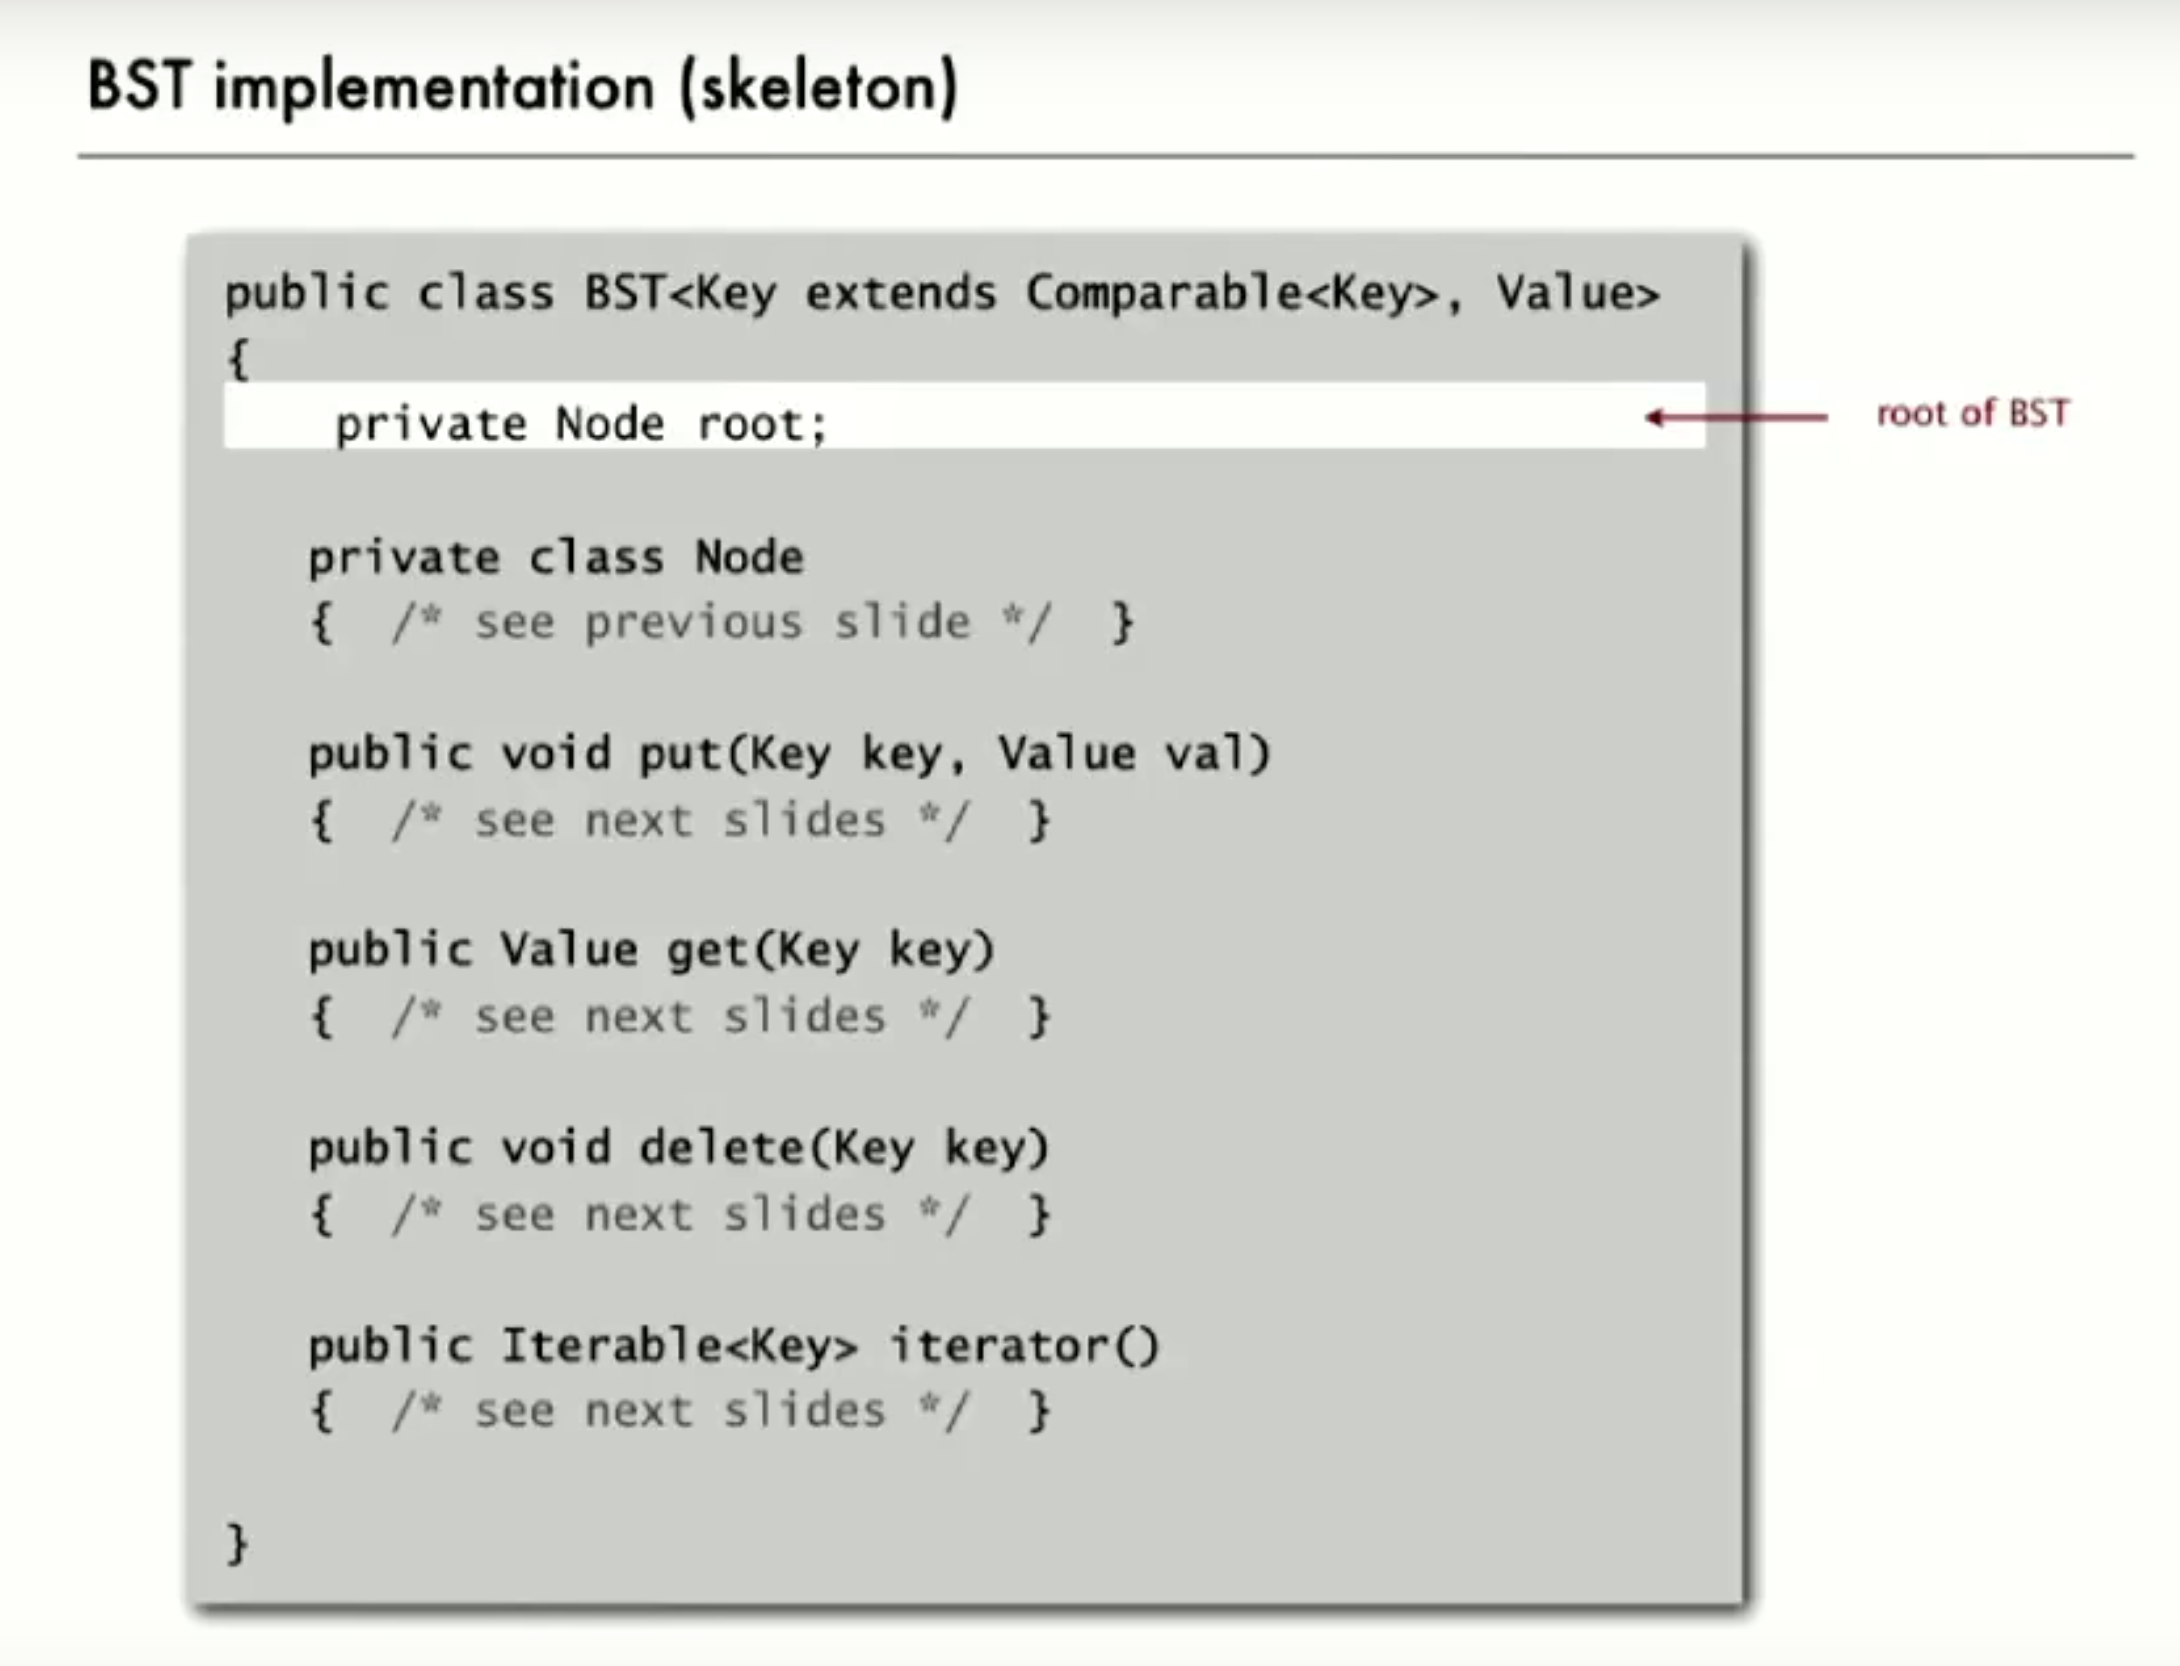 BST implementation (skeleton)
public class BST<Key extends Comparable<Key>, Value>
{
private Node root;
root of BST
private class Node
{ /* see previous slide */ }
public void put(Key key, Value val)
{ /* see next slides */ }
public Value get(Key key)
{ /* see next slides */ }
public void delete(Key key)
{ /* see next slides */ }
public Iterable<Key> iterator()
{ /* see next slides */ }
}